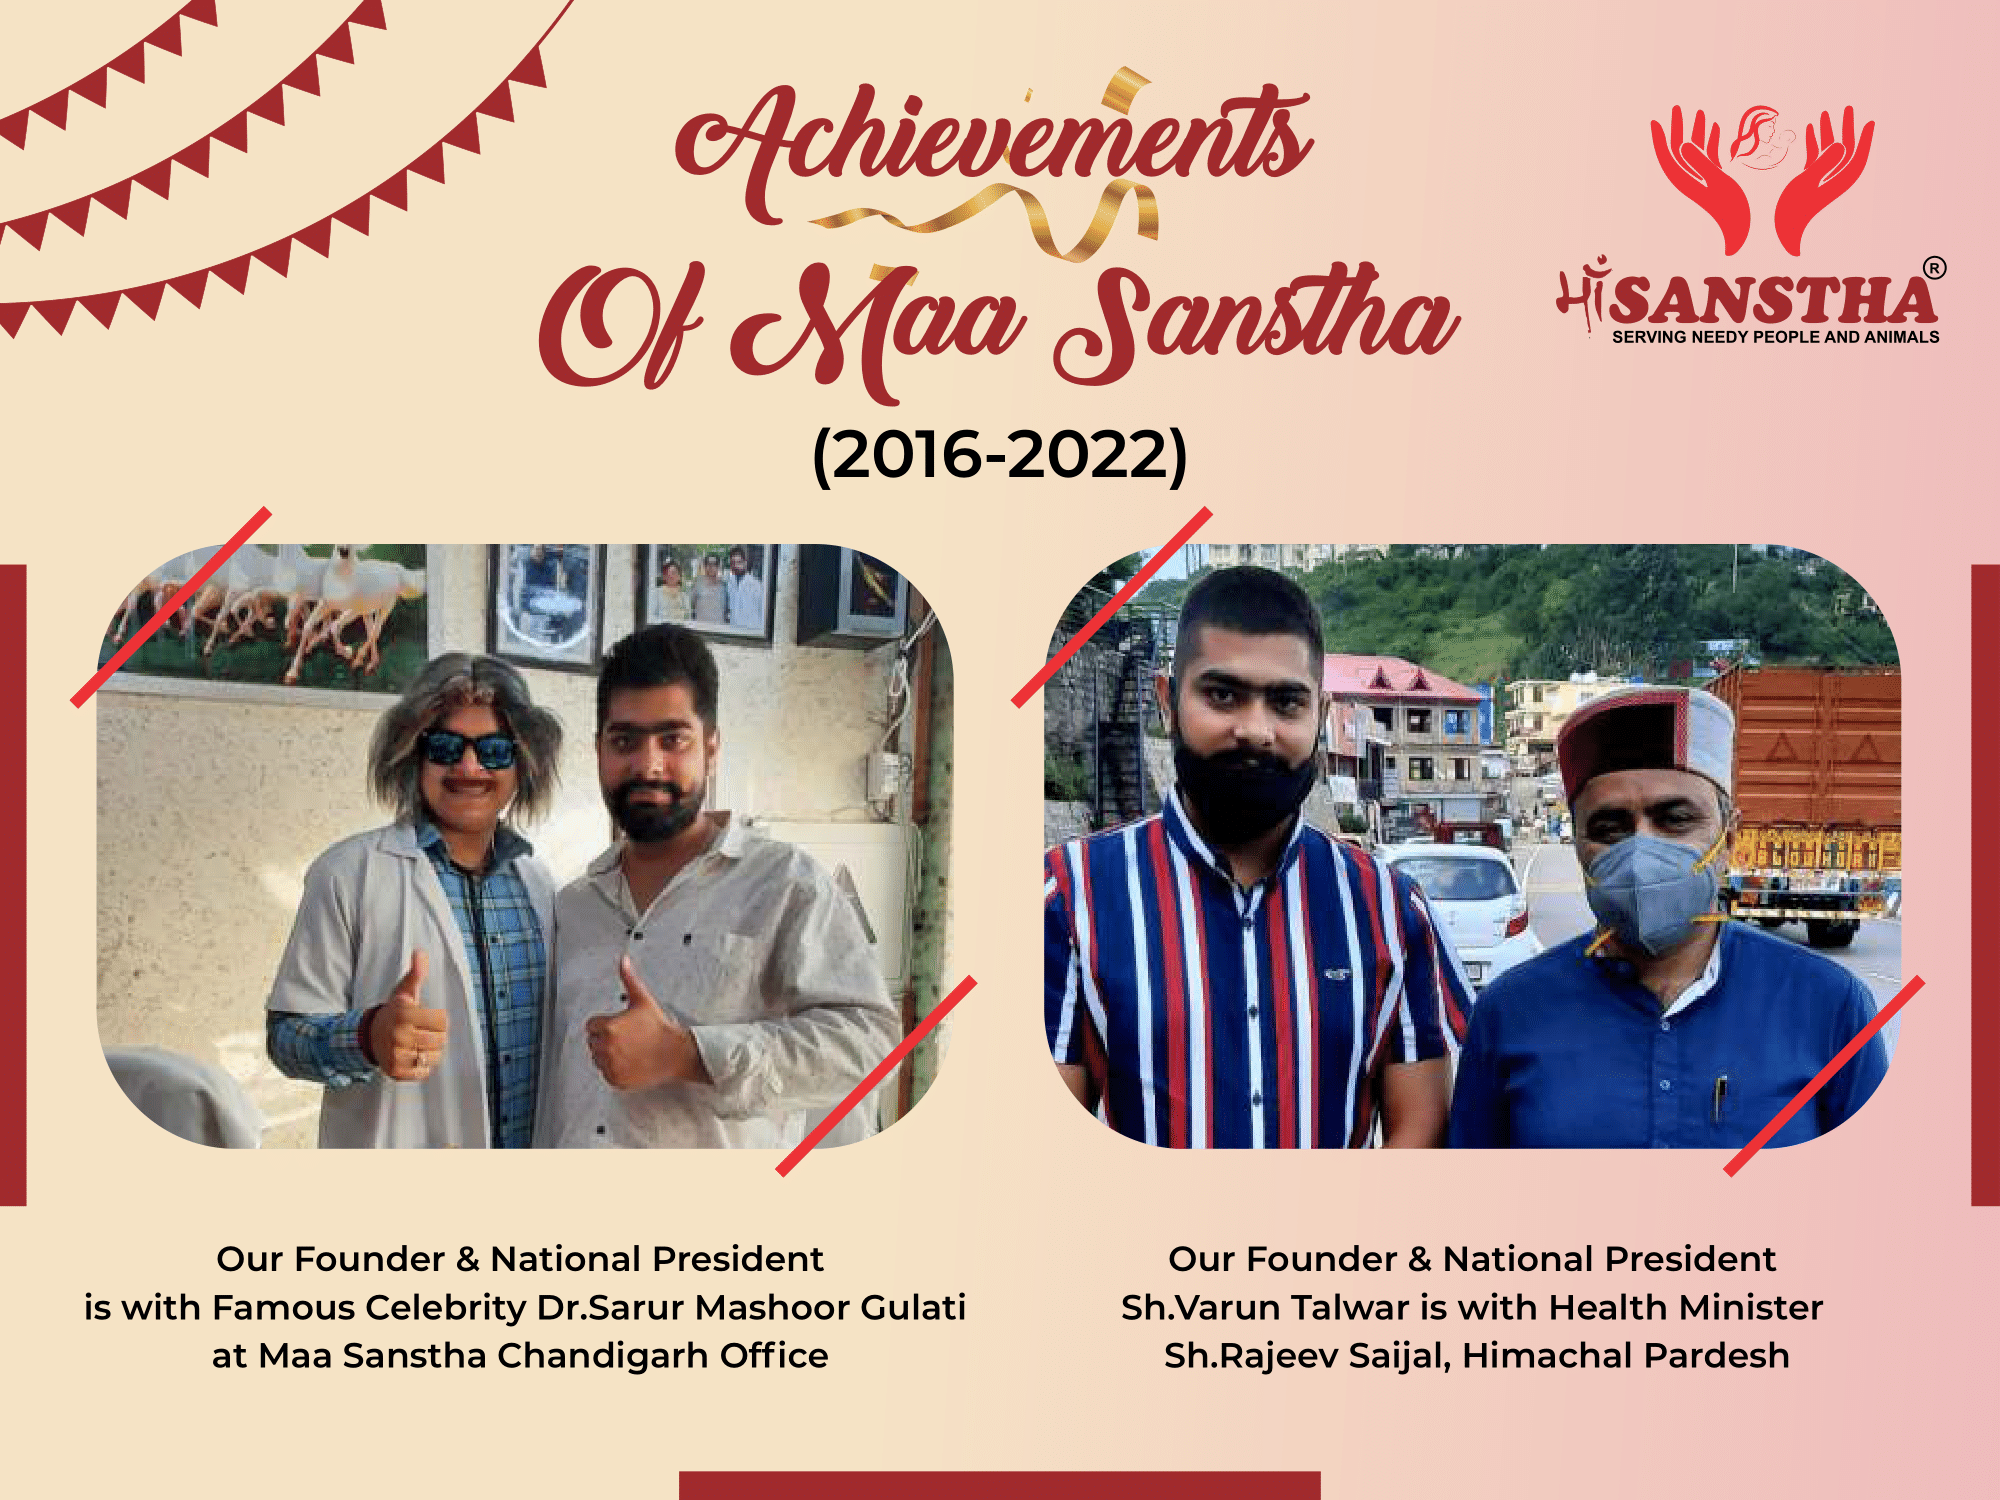 Achievements
Of Maa Sanstha
(2016-2022)
माँ SANSTHA®
SERVING NEEDY PEOPLE AND ANIMALS
Our Founder & National President
is with Famous Celebrity Dr.Sarur Mashoor Gulati
at Maa Sanstha Chandigarh Office
Our Founder & National President
Sh.Varun Talwar is with Health Minister
Sh.Rajeev Saijal, Himachal Pardesh